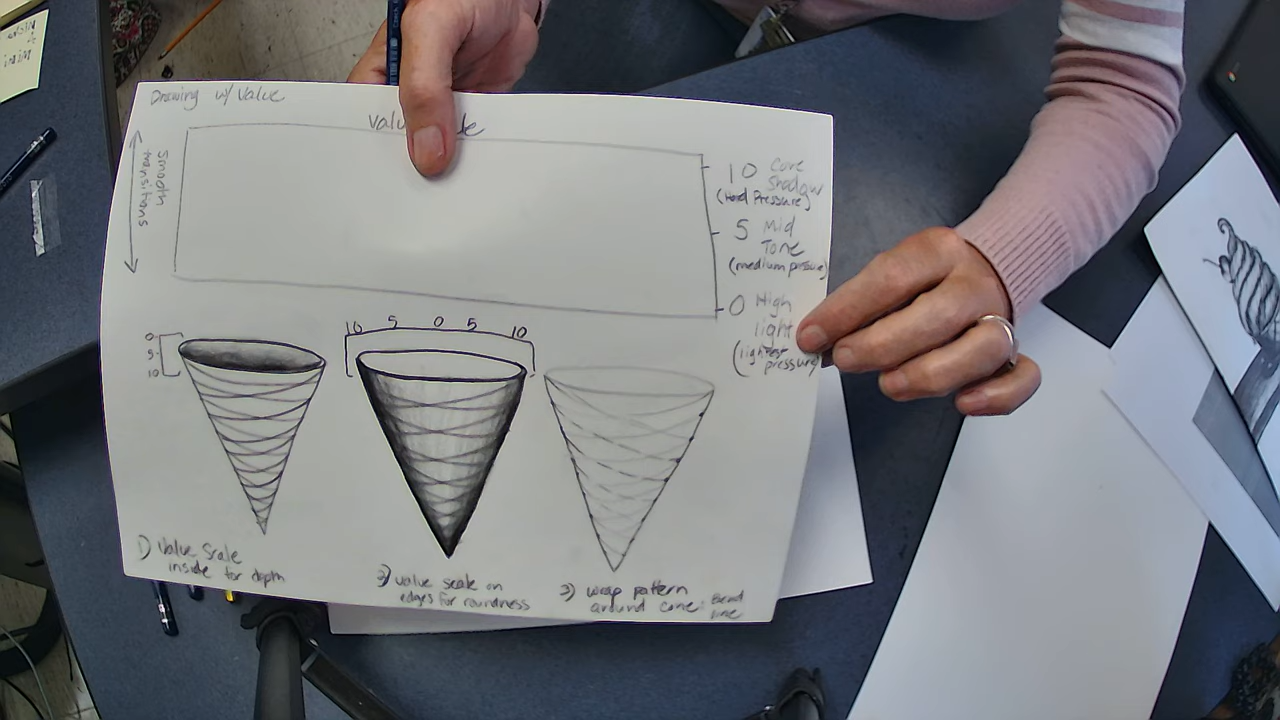 Drawing w/ Value
Smooth
transitions
10 Core
Shadow
(Hard Pressure)
5 Mid
Tone
(medium pressure)
0 High
light
(lightest
pressure)
0
5
10
10 5 0 5 10
1) Value Scale
inside for depth
2) value scale on
edges for roundness
3) wrap pattern
around cone: Bend
line